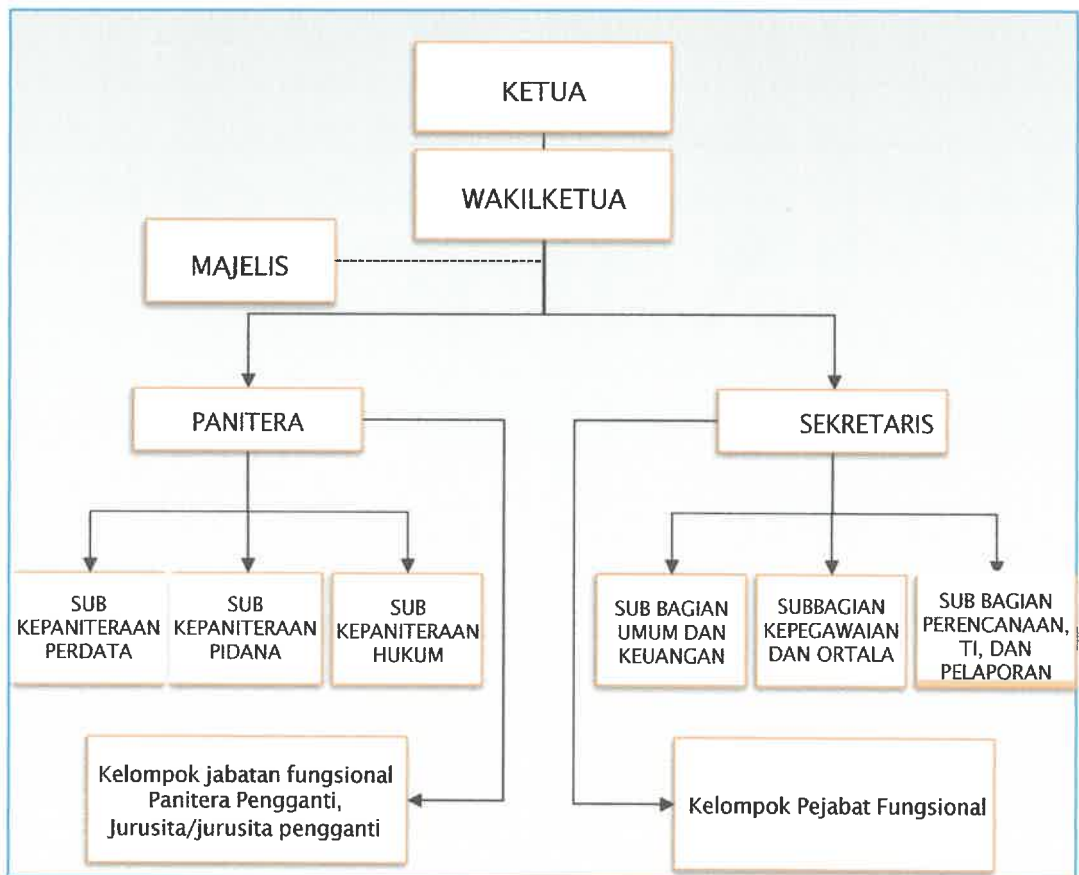 KETUA
WAKILKETUA
MAJELIS
PANITERA
SEKRETARIS
SUB
KEPANITERAAN
PERDATA
SUB
KEPANITERAAN
PIDANA
SUB
KEPANITERAAN
HUKUM
SUB BAGIAN
UMUM DAN
KEUANGAN
SUBBAGIAN
KEPEGAWAIAN
DAN ORTALA
SUB BAGIAN
PERENCANAAN,
TI, DAN
PELAPORAN
Kelompok jabatan fungsional
Panitera Pengganti,
Jurusita/jurusita pengganti
Kelompok Pejabat Fungsional